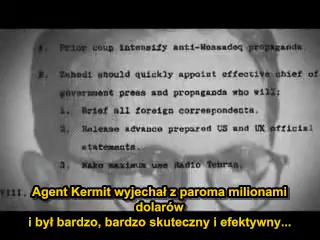 A. Prior coup intensify anti-Mossadeq propaganda.
B. Zahedi should quickly appoint effective chief of
government press and propaganda who will:
1. Brief all foreign correspondents.
2. Release advance prepared US and UK official
statements.
3. Make maximum use Radio Tehran.
VIII.
Agent Kermit wyjechał z paroma milionami
dolarów
i był bardzo, bardzo skuteczny i efektywny...